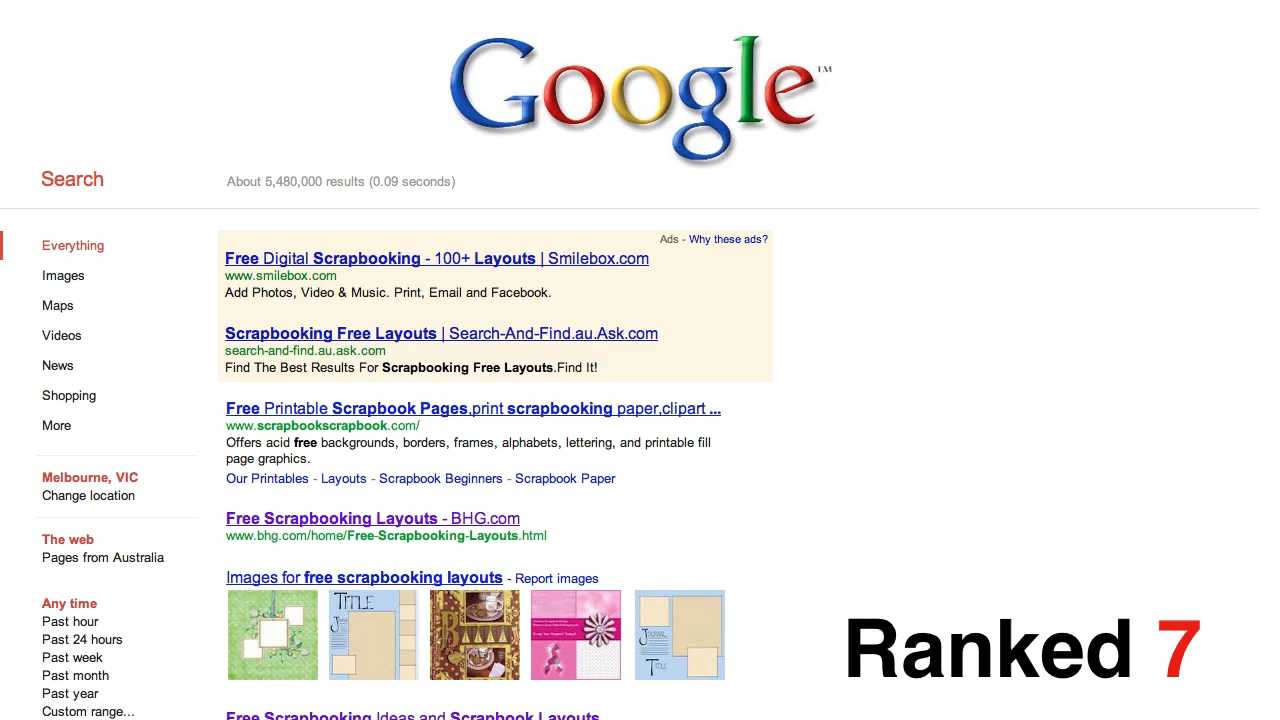 Google™
Search
About 5,480,000 results (0.09 seconds)
Everything
Images
Maps
Videos
News
Shopping
More
Melbourne, VIC
Change location
The web
Pages from Australia
Any time
Past hour
Past 24 hours
Past week
Past month
Past year
Custom range...
Ads - Why these ads?
Free Digital Scrapbooking - 100+ Layouts | Smilebox.com
www.smilebox.com
Add Photos, Video & Music. Print, Email and Facebook.
Scrapbooking Free Layouts | Search-And-Find.au.Ask.com
search-and-find.au.ask.com
Find The Best Results For Scrapbooking Free Layouts.Find It!
Free Printable Scrapbook Pages,print scrapbooking paper,clipart ...
www.scrapbookscrapbook.com/
Offers acid free backgrounds, borders, frames, alphabets, lettering, and printable fill
page graphics.
Our Printables - Layouts - Scrapbook Beginners - Scrapbook Paper
Free Scrapbooking Layouts - BHG.com
www.bhg.com/home/Free-Scrapbooking-Layouts.html
Images for free scrapbooking layouts - Report images
TITLE
JOURNAL
TITLE
Free Scrapbooking Ideas and Scrapbook Layouts
Ranked 7